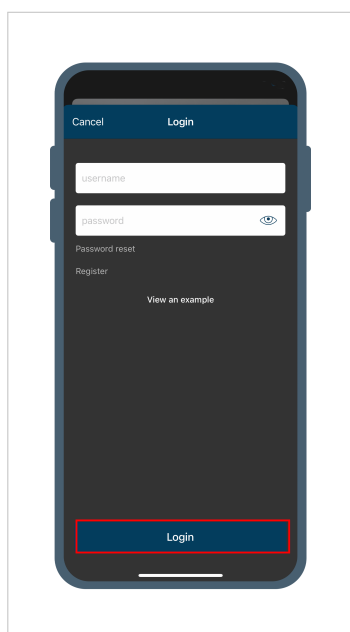 Cancel Login
username
password
Password reset
Register
View an example
Login